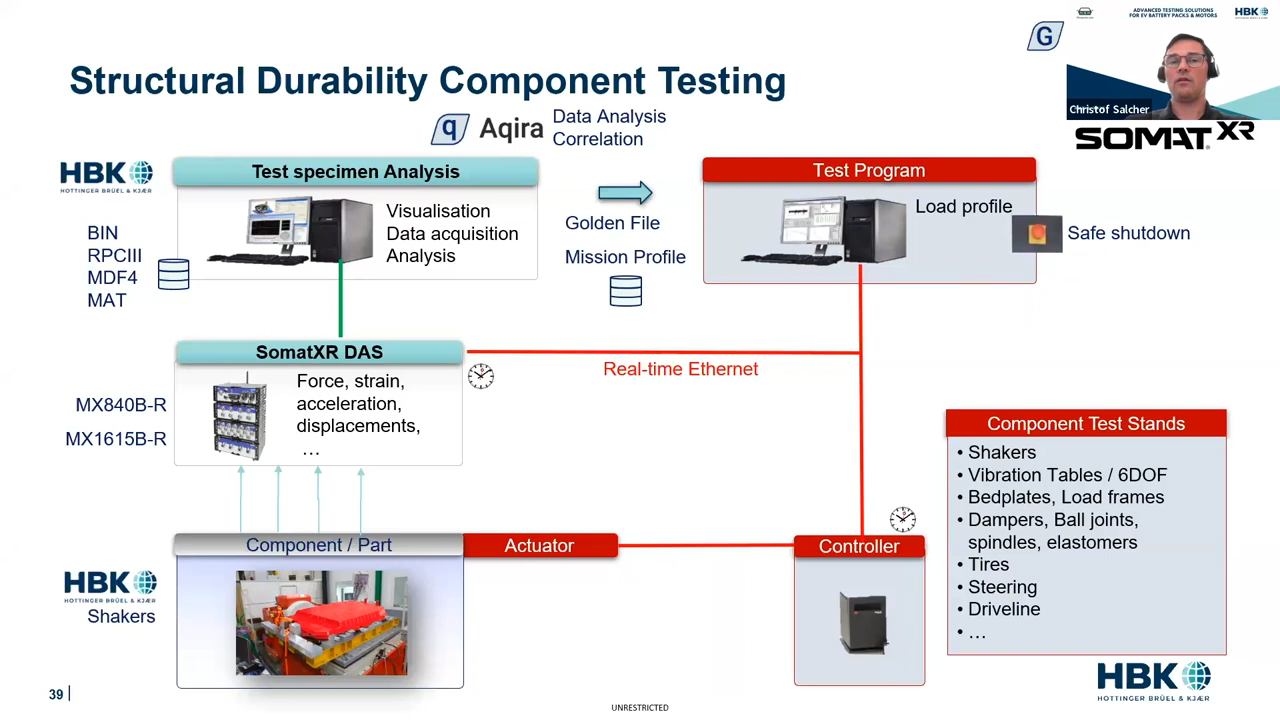 HBK
HOTTINGER BRÜEL & KJÆR
ADVANCED TESTING SOLUTIONS
FOR EV BATTERY PACKS & MOTORS
G
Structural Durability Component Testing
Christof Salcher
SOMAT XR
q Aqira
Data Analysis
Correlation
HBK
HOTTINGER BRÜEL & KJÆR
Test specimen Analysis
Visualisation
Data acquisition
Analysis
BIN
RPCIII
MDF4
MAT
Golden File
Mission Profile
Test Program
Load profile
Safe shutdown
SomatXR DAS
Force, strain,
acceleration,
displacements,
…
MX840B-R
MX1615B-R
Real-time Ethernet
Component Test Stands
• Shakers
• Vibration Tables / 6DOF
• Bedplates, Load frames
• Dampers, Ball joints,
spindles, elastomers
• Tires
• Steering
• Driveline
• …
Component / Part
Actuator
Controller
HBK
HOTTINGER BRÜEL & KJÆR
Shakers
HBK
HOTTINGER BRÜEL & KJÆR
39
UNRESTRICTED
HBK